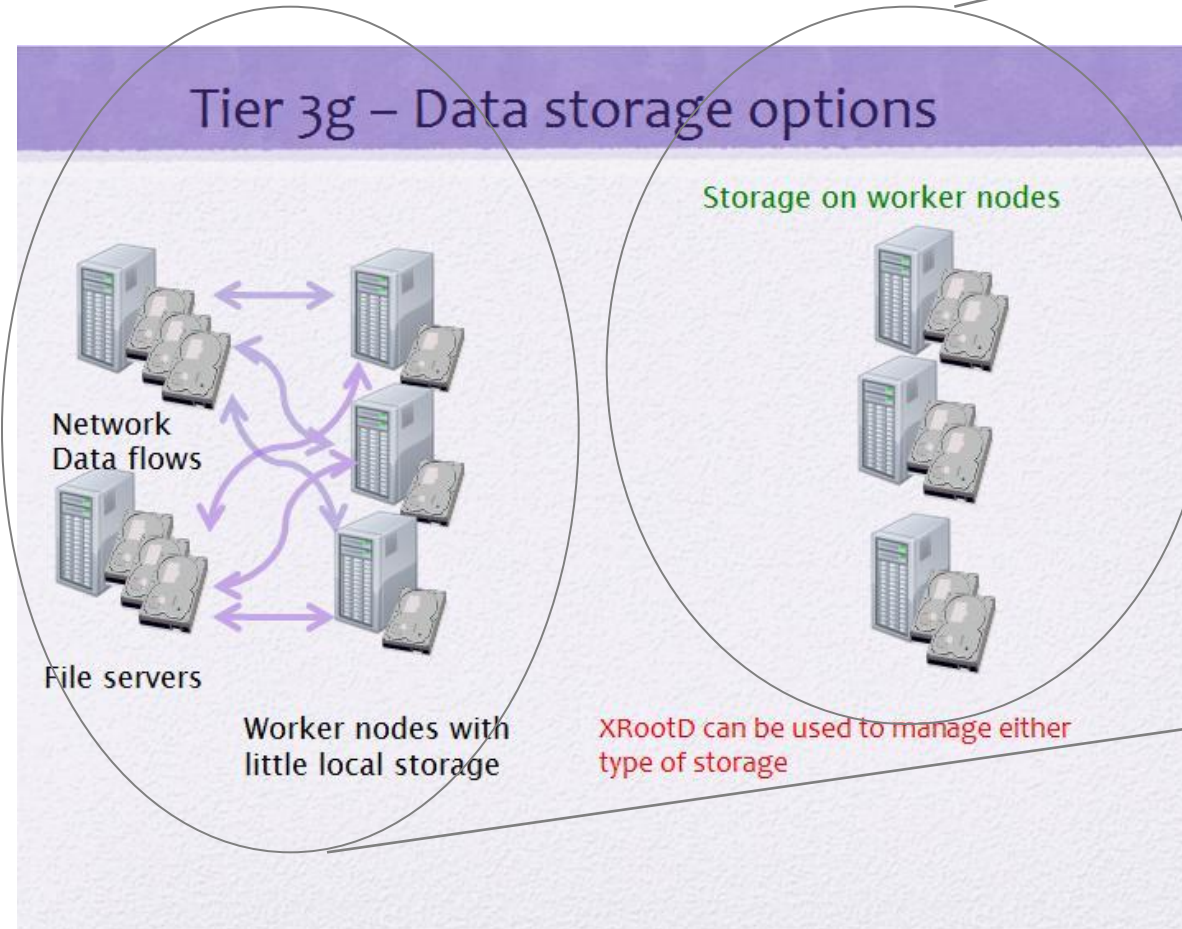 Tier 3g – Data storage options
Storage on worker nodes
Network
Data flows
File servers
Worker nodes with
little local storage
XRootD can be used to manage either
type of storage